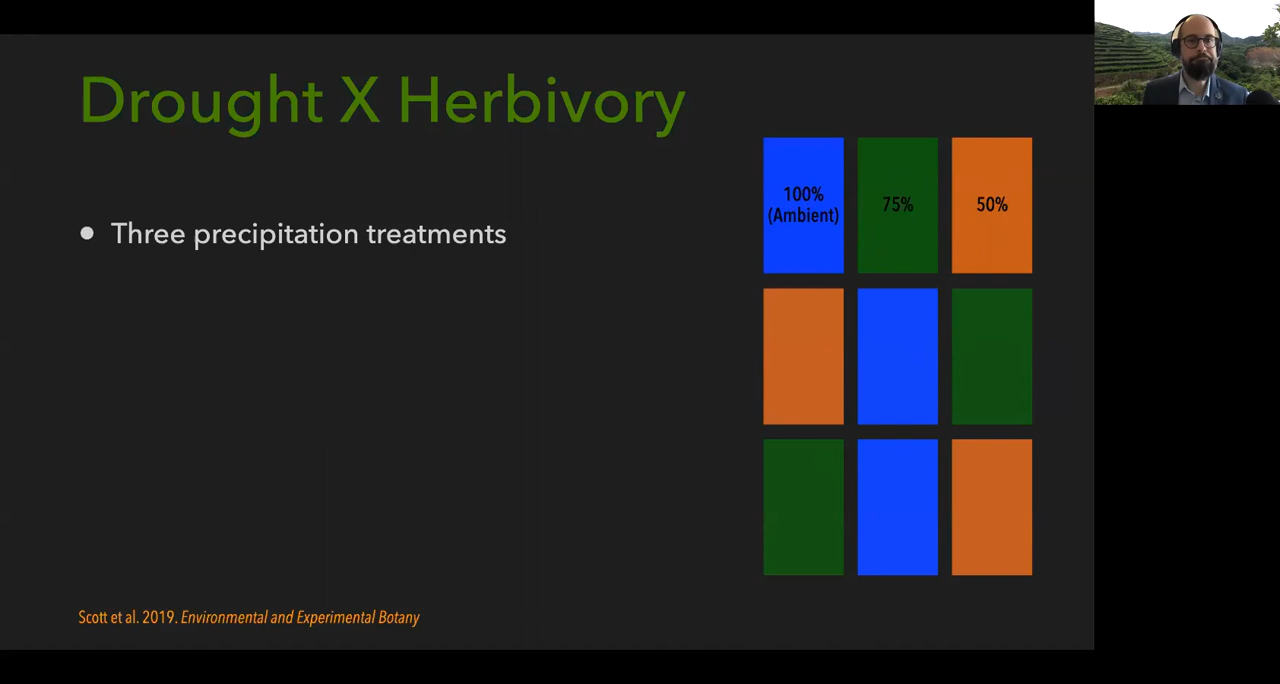 Drought X Herbivory
• Three precipitation treatments
100%
(Ambient)
75%
50%
Scott et al. 2019. Environmental and Experimental Botany